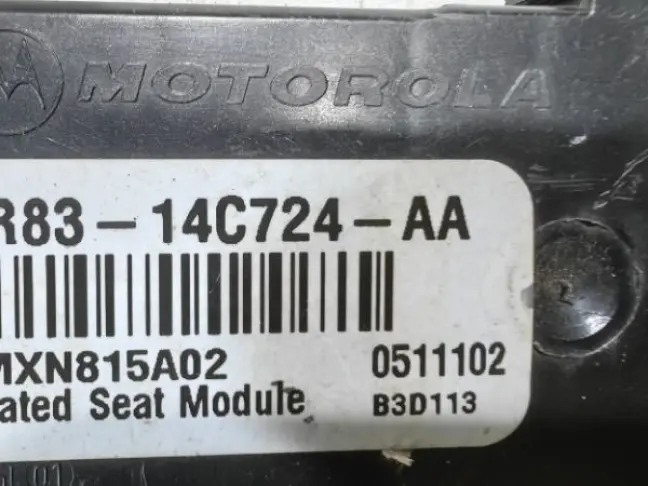 MOTOROLA
R83-14C724-AA
MXN815A02 0511102
ated Seat Module B3D113